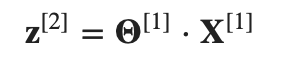 z[2] = Θ[1] · X[1]